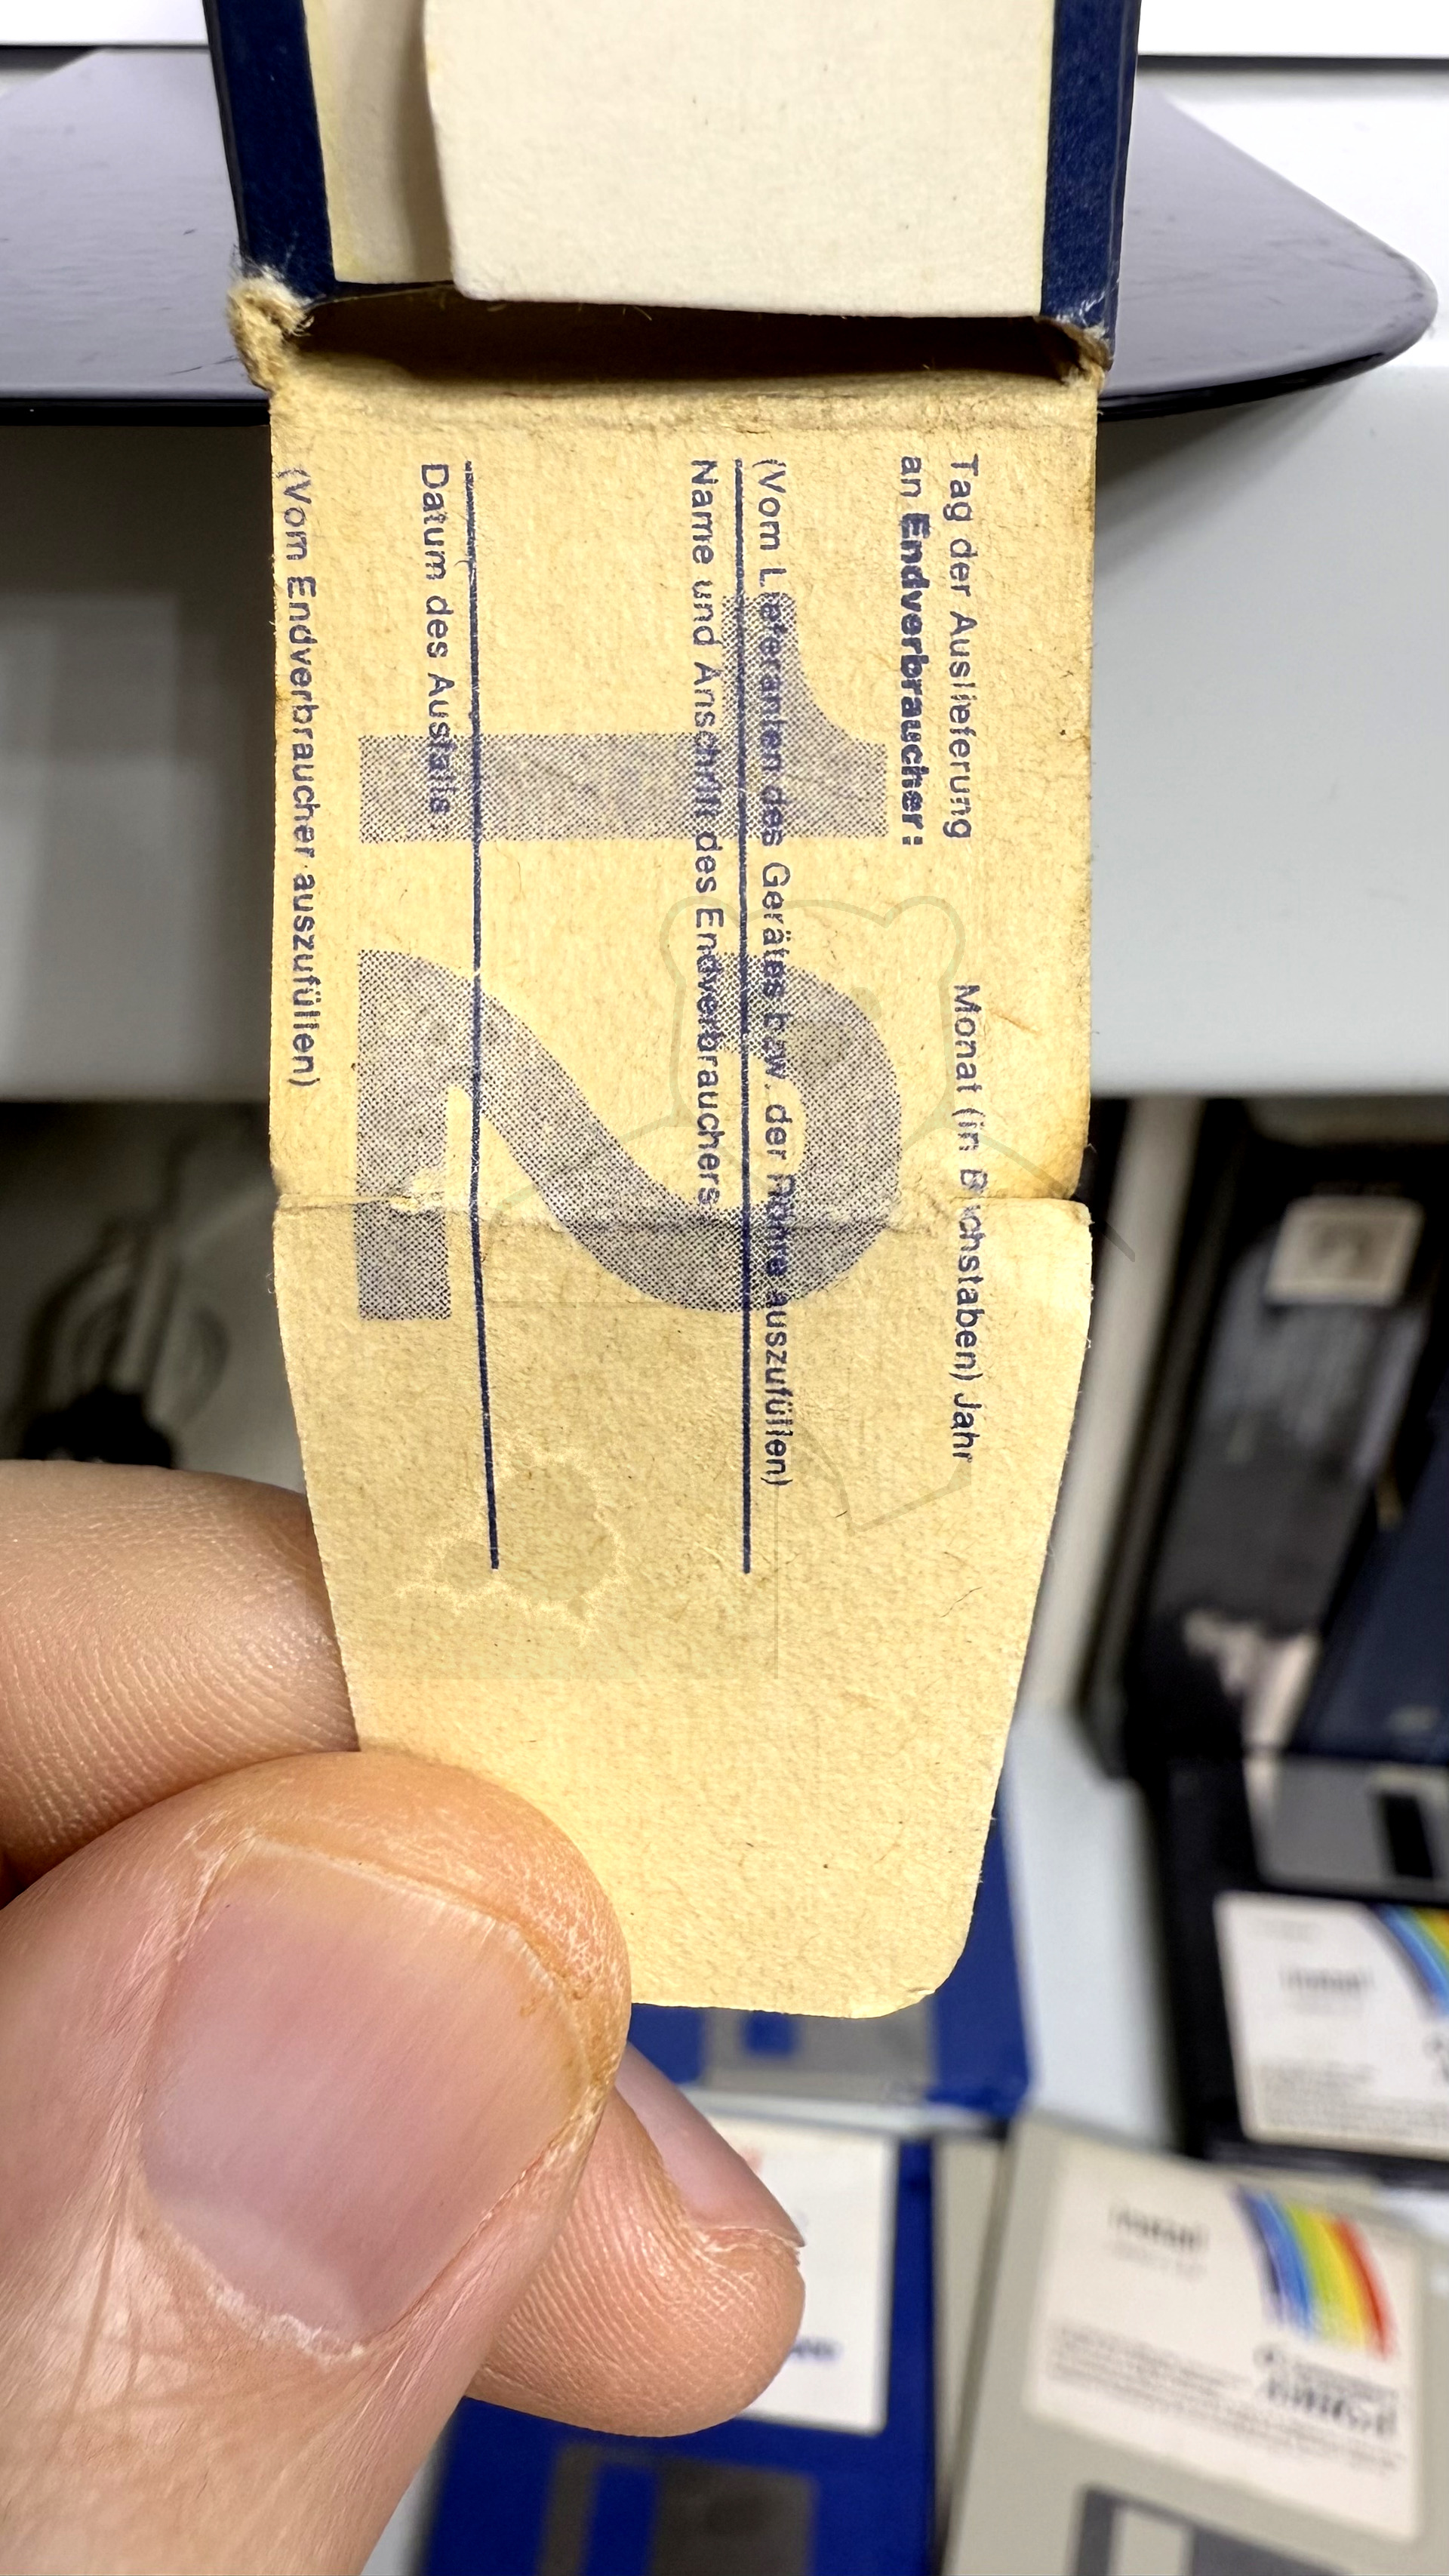 Tag der Auslieferung Monat (in Buchstaben) Jahr
an Endverbraucher:
(Vom Lieferanten des Gerätes bzw. der Röhre auszufüllen)
Name und Anschrift des Endverbrauchers
Datum des Ausfalls
(Vom Endverbraucher auszufüllen)
12